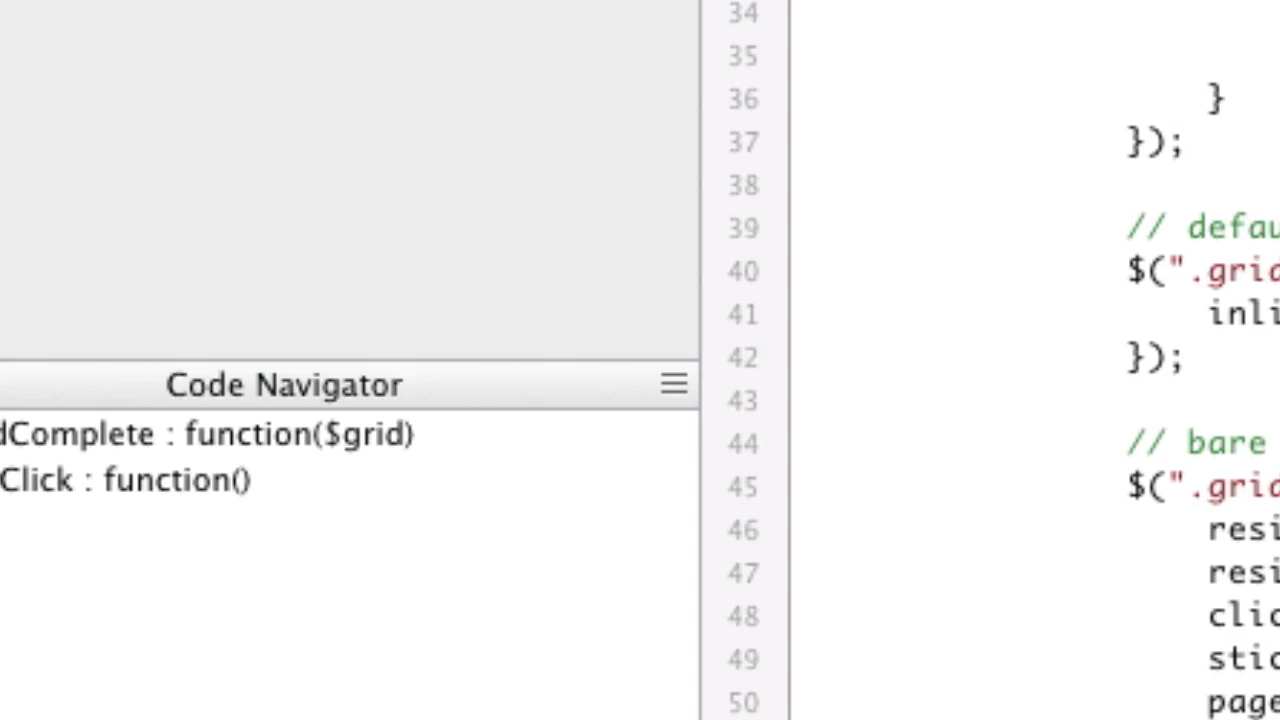 Code Navigator
dComplete : function($grid)
Click : function()
34
35
36 }
37 });
38
39 // defau
40 $(".grid
41 inli
42 });
43
44 // bare
45 $(".grid
46 resi
47 resi
48 clic
49 stic
50 page